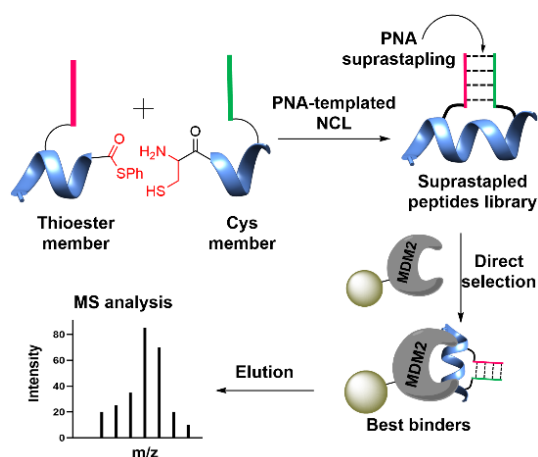 PNA
suprastapling
PNA-templated
NCL
+
O
SPh
H2N
O
HS
Thioester
member
Cys
member
Suprastapled
peptides library
MDM2
Direct
selection
MS analysis
Intensity
80
60
40
20
0
m/z
Elution
MDM2
Best binders